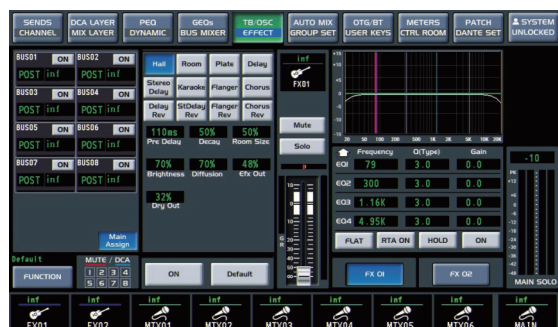 SENDS DCA LAYER PEQ GEQs TB/OSC AUTO MIX OTG/BT METERS PATCH SYSTEM
CHANNEL MIX LAYER DYNAMIC BUS MIXER EFFECT GROUP SET USER KEYS CTRL ROOM DANTE SET UNLOCKED
BUS01 ON BUS02 ON
POST inf POST inf
BUS03 ON BUS04 ON
POST inf POST inf
BUS05 ON BUS06 ON
POST inf POST inf
BUS07 ON BUS08 ON
POST inf POST inf
Main
Assign
Default
FUNCTION
MUTE / DCA
1 2 3 4
5 6 7 8
Hall Room Plate Delay
Stereo Delay Karaoke Flanger Chorus
Delay Rev StDelay Rev Flanger Rev Chorus Rev
110ms 50% 50%
Pre Delay Decay Room Size
70% 70% 48%
Brightness Diffusion Efx Out
32%
Dry Out
ON Default
inf
FX01
Mute
Solo
GR
Frequency Q(Type) Gain
EQ1 79 3.0 0.0
EQ2 300 3.0 0.0
EQ3 1.16K 3.0 0.0
EQ4 4.95K 3.0 0.0
FLAT RTA ON HOLD ON
FX 01 FX 02
-10
MAIN SOLO
inf inf inf inf inf inf inf inf inf
FX01 FX02 MTX01 MTX02 MTX03 MTX04 MTX05 MTX06 MAIN